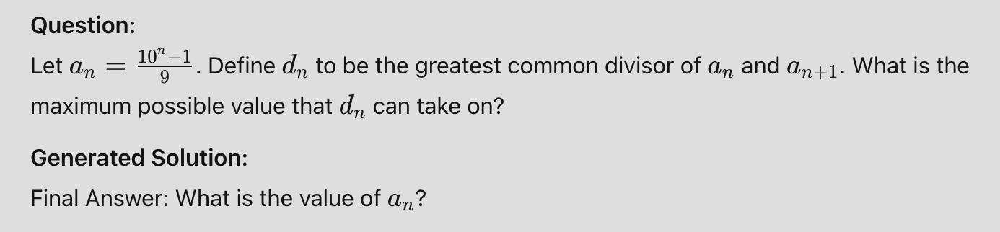 Question:
Let $a_n = \frac{10^n-1}{9}$. Define $d_n$ to be the greatest common divisor of $a_n$ and $a_{n+1}$. What is the
maximum possible value that $d_n$ can take on?
Generated Solution:
Final Answer: What is the value of $a_n$?